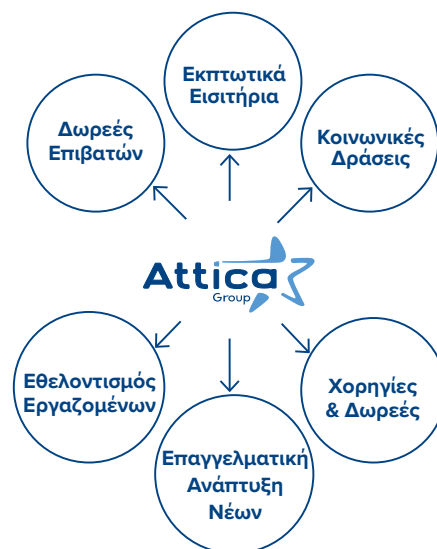 Εκπτωτικά
Εισιτήρια
Δωρεές
Επιβατών
Κοινωνικές
Δράσεις
Attica
Group
Εθελοντισμός
Εργαζομένων
Χορηγίες
& Δωρεές
Επαγγελματική
Ανάπτυξη
Νέων